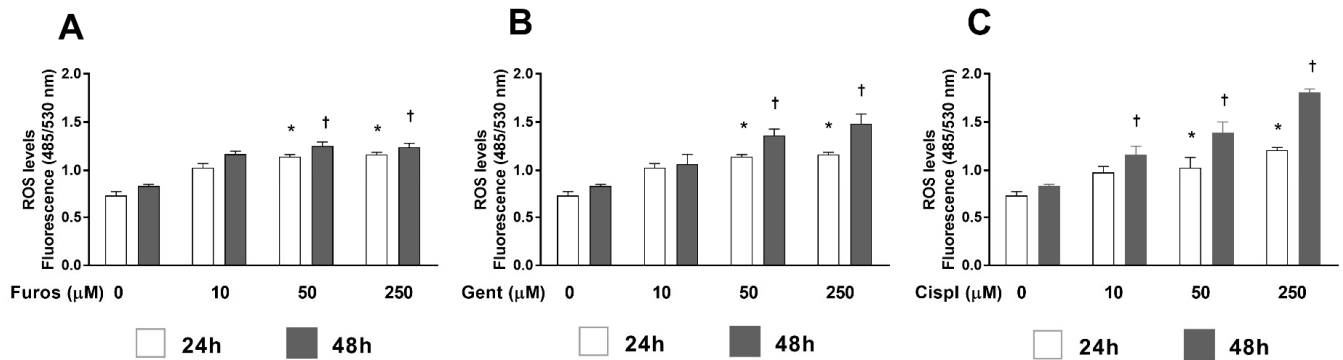 A
ROS levels
Fluorescence (485/530 nm)
2.0
1.5
1.0
0.5
0.0
* † * †
Furos (μM) 0 10 50 250
24h 48h
B
ROS levels
Fluorescence (485/530 nm)
2.0
1.5
1.0
0.5
0.0
* † * †
Gent (μM) 0 10 50 250
24h 48h
C
ROS levels
Fluorescence (485/530 nm)
2.0
1.5
1.0
0.5
0.0
† * † * †
Cispl (μM) 0 10 50 250
24h 48h